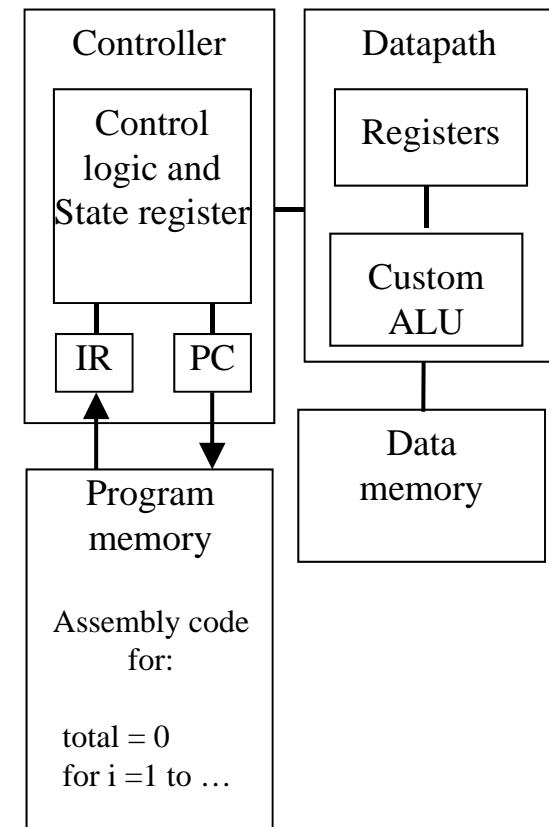 Controller
Control
logic and
State register
IR
PC
Datapath
Registers
Custom
ALU
Data
memory
Program
memory
Assembly code
for:
total = 0
for i =1 to …